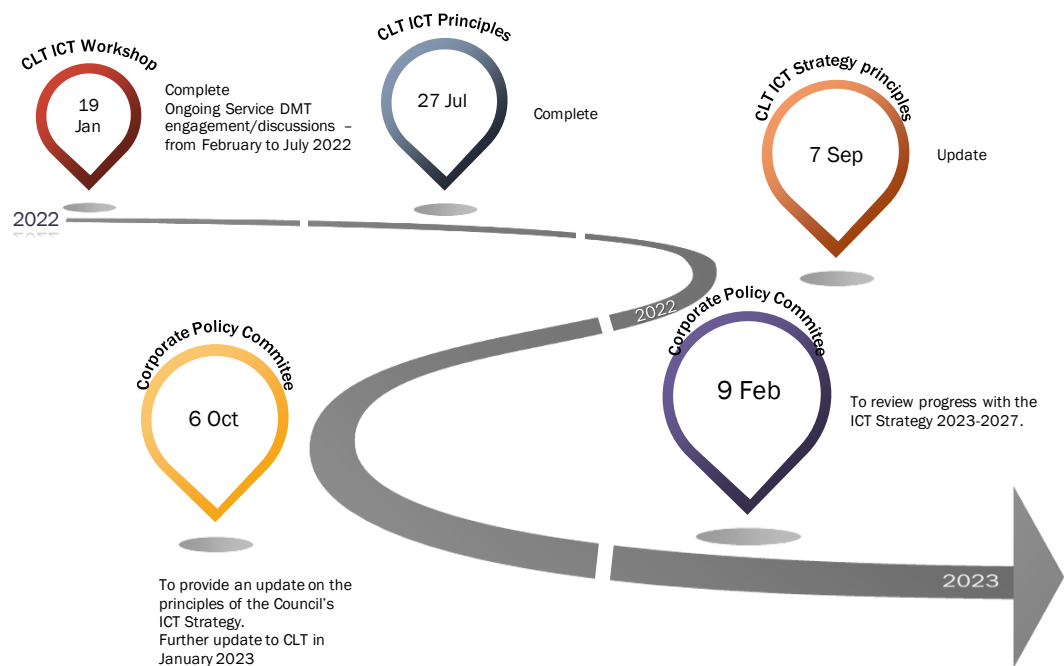 CLT ICT Workshop
19
Jan
Complete
Ongoing Service DMT
engagement/discussions –
from February to July 2022
CLT ICT Principles
27 Jul
Complete
CLT ICT Strategy principles
7 Sep
Update
2022
2022
Corporate Policy Commitee
6 Oct
To provide an update on the
principles of the Council's
ICT Strategy.
Further update to CLT in
January 2023
Corporate Policy Commitee
9 Feb
To review progress with the
ICT Strategy 2023-2027.
2023